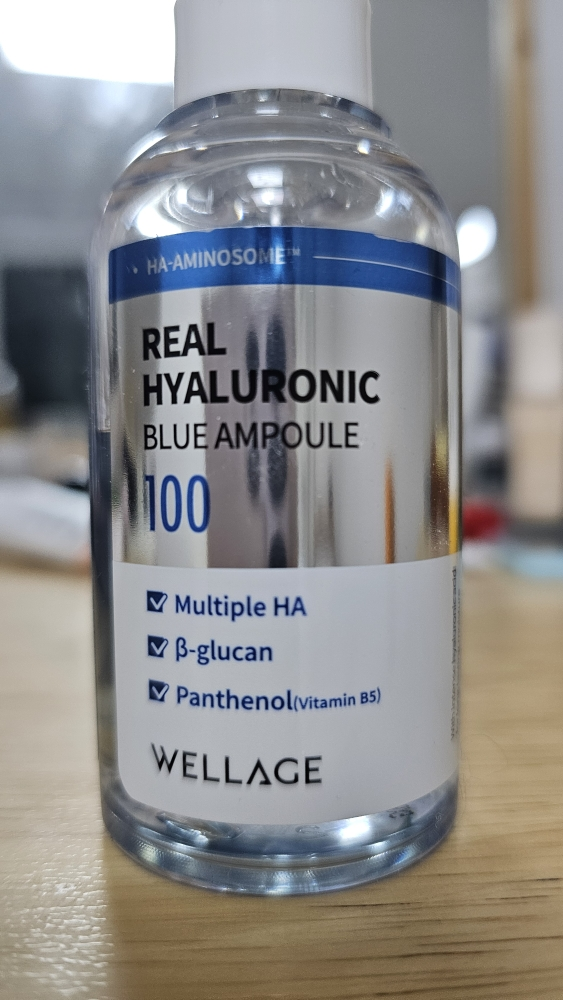 HA-AMINOSOME™
REAL
HYALURONIC
BLUE AMPOULE
100
Multiple HA
β-glucan
Panthenol(Vitamin B5)
WELLAGE